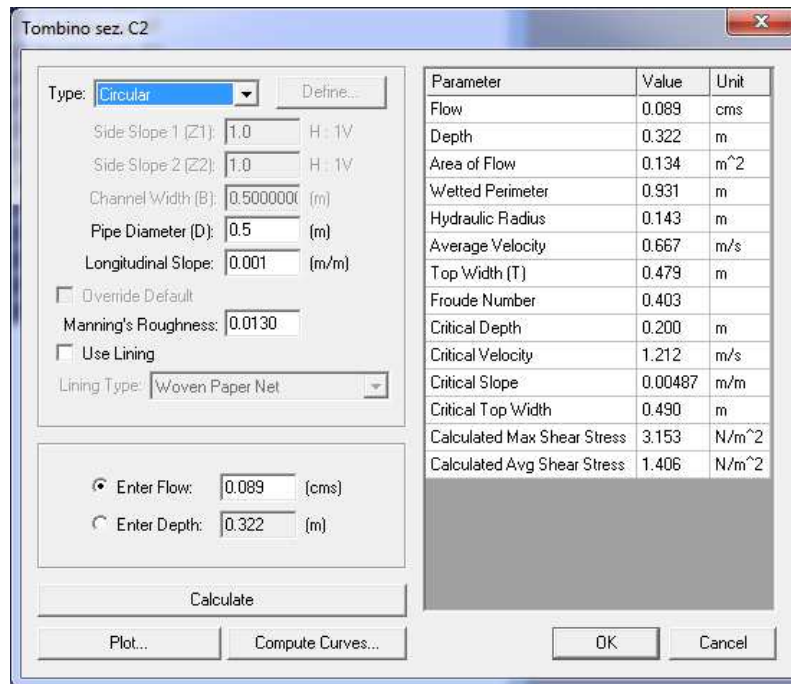 Tombino sez. C2
Type: Circular Define...
Side Slope 1 (Z1): 1.0 H : 1V
Side Slope 2 (Z2): 1.0 H : 1V
Channel Width (B): 0.5000000 (m)
Pipe Diameter (D): 0.5 (m)
Longitudinal Slope: 0.001 (m/m)
Override Default
Manning's Roughness: 0.0130
Use Lining
Lining Type: Woven Paper Net
Enter Flow: 0.089 (cms)
Enter Depth: 0.322 (m)
Calculate
Plot... Compute Curves...
Parameter Value Unit
Flow 0.089 cms
Depth 0.322 m
Area of Flow 0.134 m^2
Wetted Perimeter 0.931 m
Hydraulic Radius 0.143 m
Average Velocity 0.667 m/s
Top Width (T) 0.479 m
Froude Number 0.403
Critical Depth 0.200 m
Critical Velocity 1.212 m/s
Critical Slope 0.00487 m/m
Critical Top Width 0.490 m
Calculated Max Shear Stress 3.153 N/m^2
Calculated Avg Shear Stress 1.406 N/m^2
OK Cancel